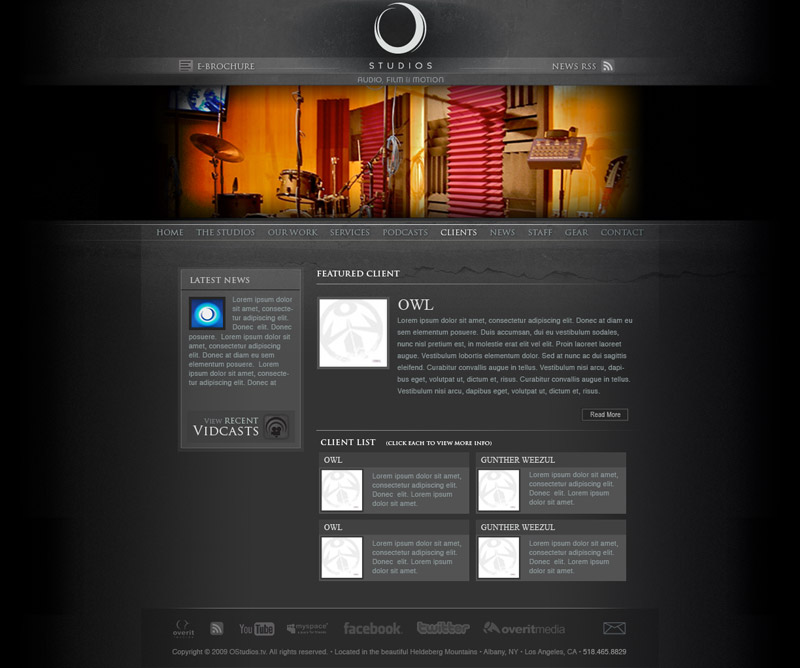 STUDIOS
AUDIO, FILM & MOTION
E-BROCHURE
NEWS RSS
HOME THE STUDIOS OUR WORK SERVICES PODCASTS CLIENTS NEWS STAFF GEAR CONTACT
LATEST NEWS
Lorem ipsum dolor
sit amet, consecte-
tur adipiscing elit.
Donec elit. Donec
posuere. Lorem ipsum dolor
sit amet, consectetur
adipiscing elit. Donec elit.
Donec at diam eu sem
elementum posuere. Lorem
ipsum dolor sit amet, consecte-
tur adipiscing elit. Donec at
VIEW RECENT
VIDCASTS
FEATURED CLIENT
OWL
Lorem ipsum dolor sit amet, consectetur adipiscing elit. Donec at diam eu
sem elementum posuere. Duis accumsan, dui eu vestibulum sodales,
nunc nisl pretium est, in molestie erat elit vel elit. Proin laoreet laoreet
augue. Vestibulum lobortis elementum dolor. Sed at nunc ac dui sagittis
eleifend. Curabitur convallis augue in tellus. Vestibulum nisi arcu, dapi-
bus eget, volutpat ut, dictum et, risus. Curabitur convallis augue in tellus.
Vestibulum nisi arcu, dapibus eget, volutpat ut, dictum et, risus.
Read More
CLIENT LIST (CLICK EACH TO VIEW MORE INFO)
OWL
Lorem ipsum dolor sit amet,
consectetur adipiscing elit.
Donec elit. Lorem ipsum
dolor sit amet.
GUNTHER WEEZUL
Lorem ipsum dolor sit amet,
consectetur adipiscing elit.
Donec elit. Lorem ipsum
dolor sit amet.
OWL
Lorem ipsum dolor sit amet,
consectetur adipiscing elit.
Donec elit. Lorem ipsum
dolor sit amet.
GUNTHER WEEZUL
Lorem ipsum dolor sit amet,
consectetur adipiscing elit.
Donec elit. Lorem ipsum
dolor sit amet.
overit
YouTube
myspace
facebook
twitter
overitmedia
Copyright © 2009 OStudios.tv. All rights reserved. • Located in the beautiful Heldeberg Mountains • Albany, NY • Los Angeles, CA • 518.465.8829